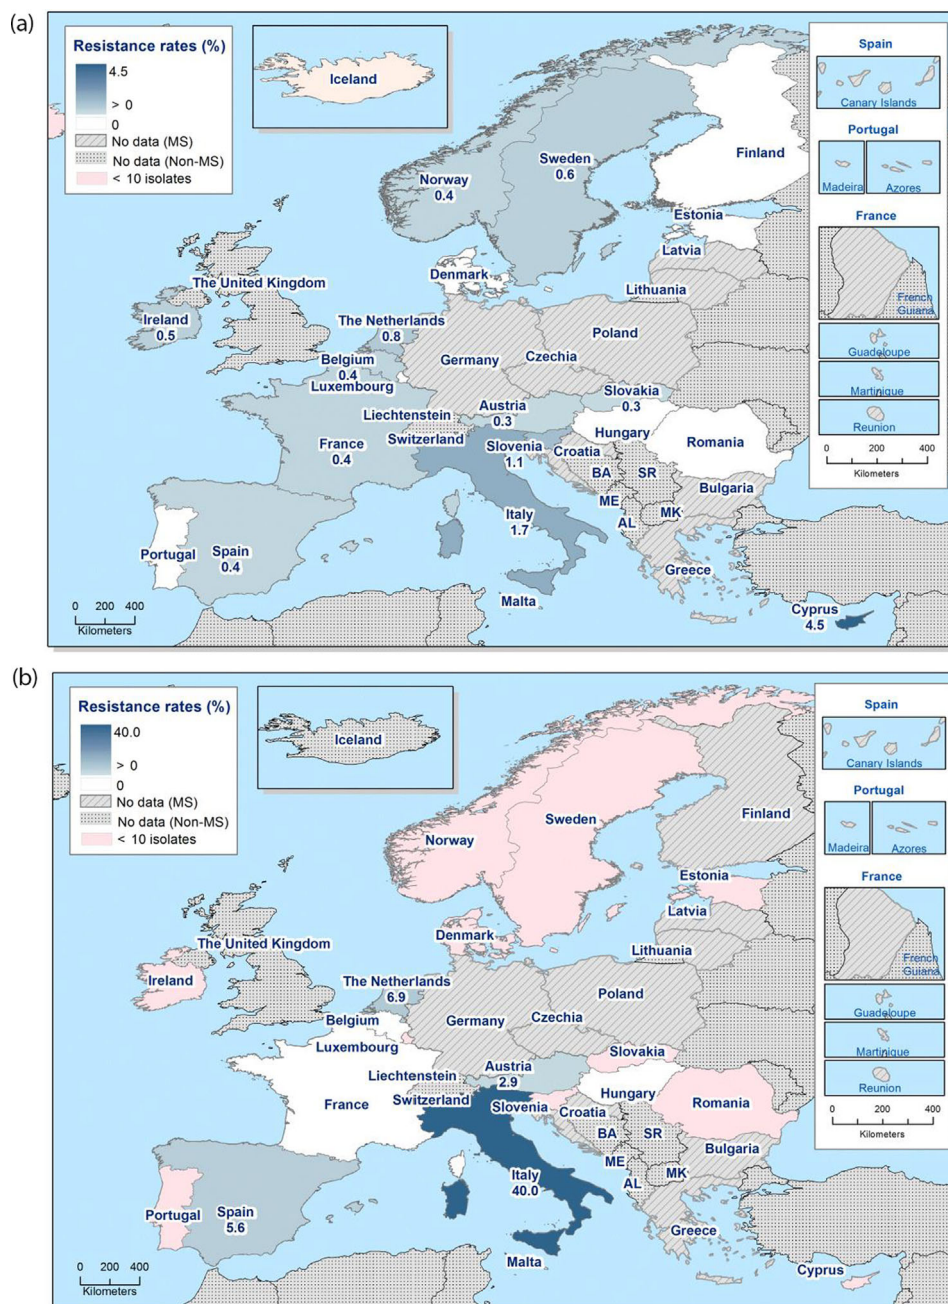 (a)
Resistance rates (%)
4.5
> 0
0
No data (MS)
No data (Non-MS)
< 10 isolates
Iceland
Spain
Canary Islands
Portugal
Madeira
Azores
France
French
Guiana
Guadeloupe
Martinique
Reunion
0 200 400
Kilometers
Finland
Sweden
0.6
Norway
0.4
Estonia
Latvia
Denmark
Lithuania
The United Kingdom
Ireland
0.5
The Netherlands
0.8
Poland
Belgium
0.4
Germany
Czechia
Luxembourg
Slovakia
0.3
Austria
0.3
Liechtenstein
Switzerland
Hungary
Romania
France
0.4
Slovenia
1.1
Croatia
BA
SR
Bulgaria
ME
MK
AL
Italy
1.7
Portugal
Spain
0.4
Greece
Malta
Cyprus
4.5
0 200 400
Kilometers
(b)
Resistance rates (%)
40.0
> 0
0
No data (MS)
No data (Non-MS)
< 10 isolates
Iceland
Spain
Canary Islands
Portugal
Madeira
Azores
France
French
Guiana
Guadeloupe
Martinique
Reunion
0 200 400
Kilometers
Finland
Sweden
Norway
Estonia
Latvia
Denmark
Lithuania
The United Kingdom
Ireland
The Netherlands
6.9
Poland
Belgium
Germany
Czechia
Luxembourg
Slovakia
Austria
2.9
Liechtenstein
Switzerland
Hungary
Romania
France
Slovenia
Croatia
BA
SR
Bulgaria
ME
MK
AL
Italy
40.0
Portugal
Spain
5.6
Greece
Malta
Cyprus
0 200 400
Kilometers